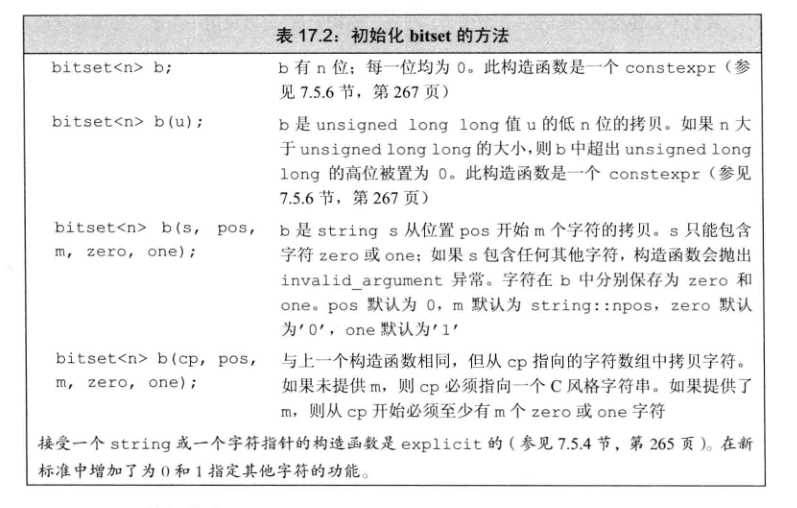 表 17.2：初始化 bitset 的方法
bitset<n> b; b 有 n 位；每一位均为 0。此构造函数是一个 constexpr（参
见 7.5.6 节，第 267 页）
bitset<n> b(u); b 是 unsigned long long 值 u 的低 n 位的拷贝。如果 n 大
于 unsigned long long 的大小，则 b 中超出 unsigned long
long 的高位被置为 0。此构造函数是一个 constexpr（参见
7.5.6 节，第 267 页）
bitset<n> b(s, pos, b 是 string s 从位置 pos 开始 m 个字符的拷贝。s 只能包含
m, zero, one); 字符 zero 或 one；如果 s 包含任何其他字符，构造函数会抛出
invalid_argument 异常。字符在 b 中分别保存为 zero 和
one。pos 默认为 0，m 默认为 string::npos，zero 默认
为'0'，one 默认为'1'
bitset<n> b(cp, pos, 与上一个构造函数相同，但从 cp 指向的字符数组中拷贝字符。
m, zero, one); 如果未提供 m，则 cp 必须指向一个 C 风格字符串。如果提供了
m，则从 cp 开始必须至少有 m 个 zero 或 one 字符
接受一个 string 或一个字符指针的构造函数是 explicit 的（参见 7.5.4 节，第 265 页）。在新
标准中增加了为 0 和 1 指定其他字符的功能。